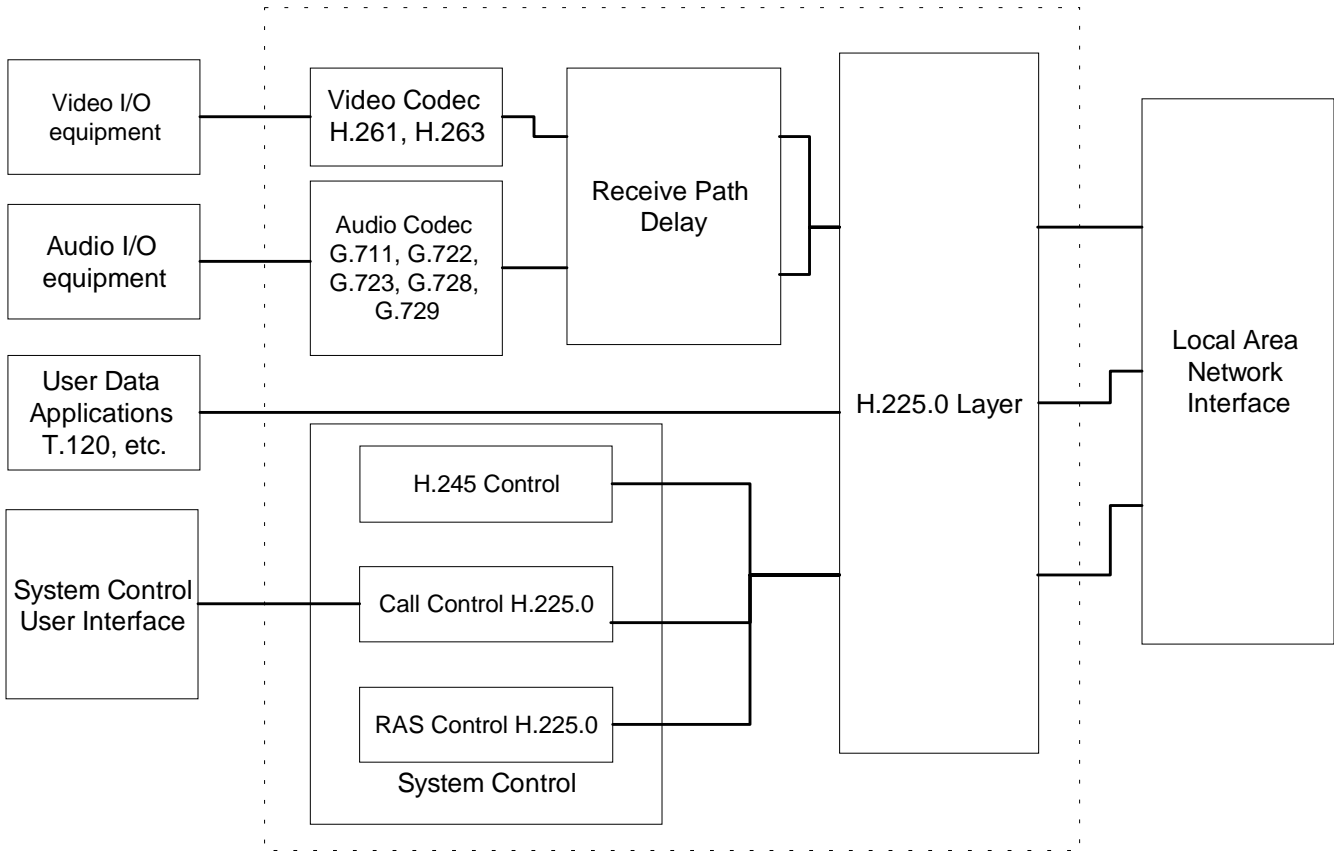 Video I/O
equipment
Video Codec
H.261, H.263
Audio I/O
equipment
Audio Codec
G.711, G.722,
G.723, G.728,
G.729
Receive Path
Delay
User Data
Applications
T.120, etc.
System Control
User Interface
H.245 Control
Call Control H.225.0
RAS Control H.225.0
System Control
H.225.0 Layer
Local Area
Network
Interface